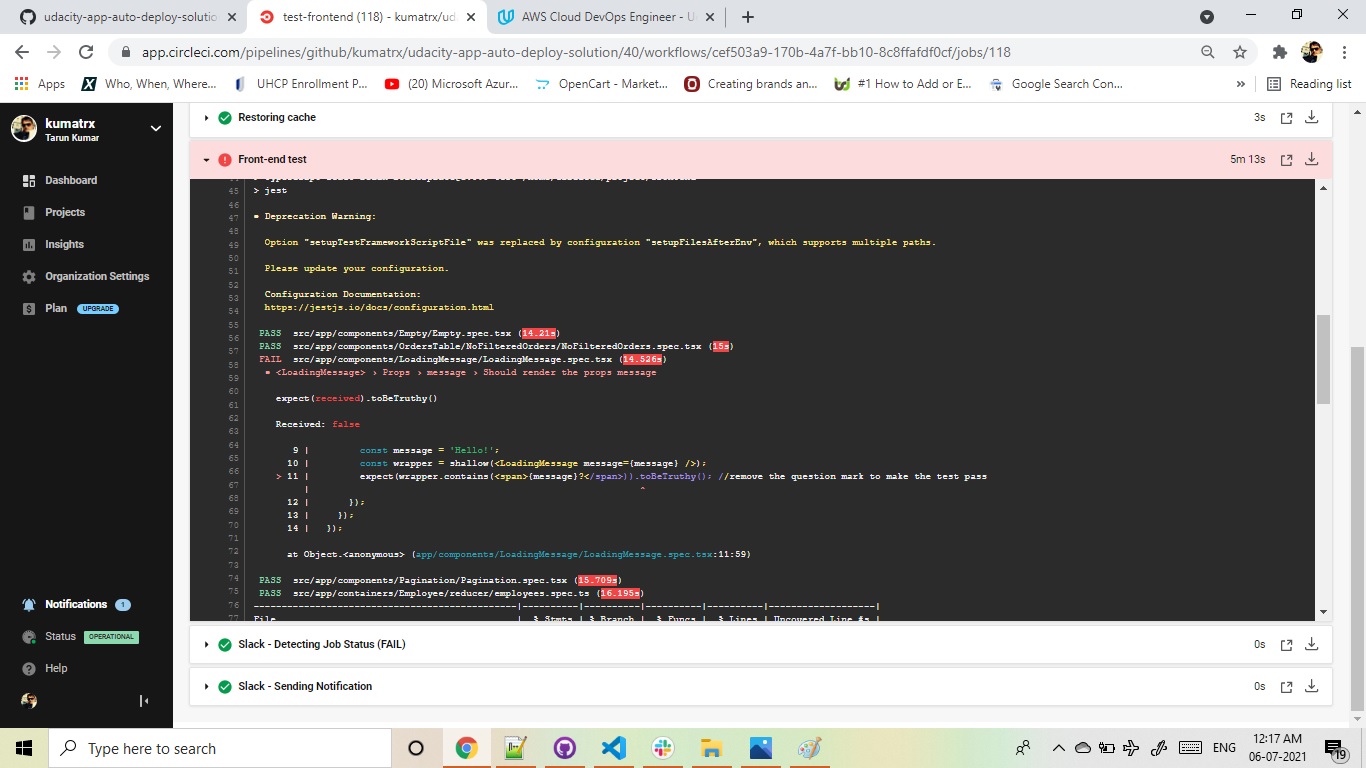 udacity-app-auto-deploy-solutio
test-frontend (118) - kumatrx/ud
AWS Cloud DevOps Engineer - U
app.circleci.com/pipelines/github/kumatrx/udacity-app-auto-deploy-solution/40/workflows/cef503a9-170b-4a7f-bb10-8c8ffafdf0cf/jobs/118
Apps
Who, When, Where...
UHCP Enrollment P...
(20) Microsoft Azur...
OpenCart - Market...
Creating brands an...
#1 How to Add or E...
Google Search Con...
»
Reading list
kumatrx
Tarun Kumar
Dashboard
Projects
Insights
Organization Settings
Plan UPGRADE
Notifications 1
Status OPERATIONAL
Help
Restoring cache 3s
Front-end test 5m 13s
45 > jest
46
47 • Deprecation Warning:
48
49 Option "setupTestFrameworkScriptFile" was replaced by configuration "setupFilesAfterEnv", which supports multiple paths.
50
51 Please update your configuration.
52
53 Configuration Documentation:
54 https://jestjs.io/docs/configuration.html
55
56 PASS src/app/components/Empty/Empty.spec.tsx (14.21s)
57 PASS src/app/components/OrdersTable/NoFilteredOrders/NoFilteredOrders.spec.tsx (15s)
58 FAIL src/app/components/LoadingMessage/LoadingMessage.spec.tsx (14.526s)
59 • <LoadingMessage> › Props › message › Should render the props message
60
61 expect(received).toBeTruthy()
62
63 Received: false
64
65 9 | const message = 'Hello!';
66 10 | const wrapper = shallow(<LoadingMessage message={message} />);
67 > 11 | expect(wrapper.contains(<span>{message}?</span>)).toBeTruthy(); //remove the question mark to make the test pass
68 | ^
69 12 | });
70 13 | });
71 14 | });
72
73 at Object.<anonymous> (app/components/LoadingMessage/LoadingMessage.spec.tsx:11:59)
74
75 PASS src/app/components/Pagination/Pagination.spec.tsx (15.709s)
76 PASS src/app/containers/Employee/reducer/employees.spec.ts (16.195s)
77 File | % Stmts | % Branch | % Funcs | % Lines | Uncovered Line #s |
Slack - Detecting Job Status (FAIL) 0s
Slack - Sending Notification 0s
Type here to search
ENG
12:17 AM
06-07-2021
19